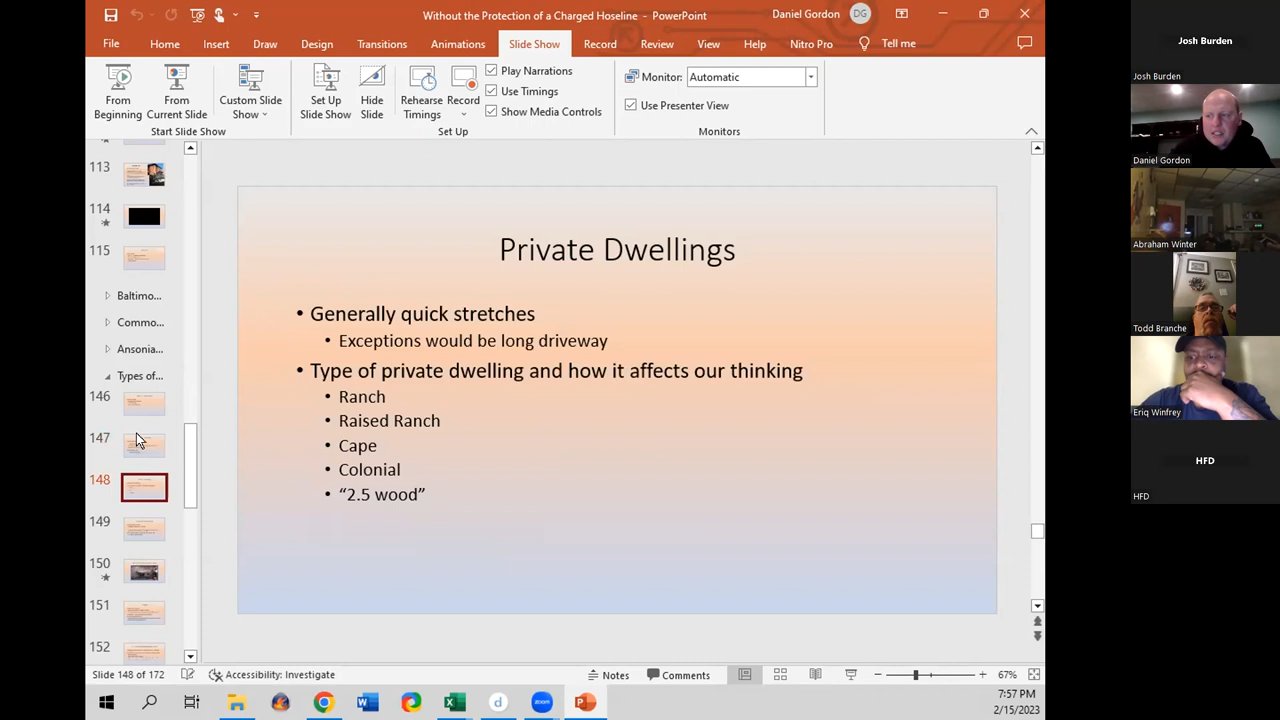 Without the Protection of a Charged Hoseline - PowerPoint
Daniel Gordon
DG
File Home Insert Draw Design Transitions Animations Slide Show Record Review View Help Nitro Pro Tell me
From Beginning
From Current Slide
Custom Slide Show
Start Slide Show
Set Up Slide Show
Hide Slide
Rehearse Timings
Record
Play Narrations
Use Timings
Show Media Controls
Set Up
Monitor: Automatic
Use Presenter View
Monitors
113
114
115
Baltimo...
Commo...
Ansonia...
Types of...
146
147
148
149
150
151
152
Private Dwellings
• Generally quick stretches
• Exceptions would be long driveway
• Type of private dwelling and how it affects our thinking
• Ranch
• Raised Ranch
• Cape
• Colonial
• “2.5 wood”
Slide 148 of 172
Accessibility: Investigate
Notes
Comments
67%
7:57 PM
2/15/2023
Josh Burden
Josh Burden
Daniel Gordon
Abraham Winter
Todd Branche
Eriq Winfrey
HFD
HFD